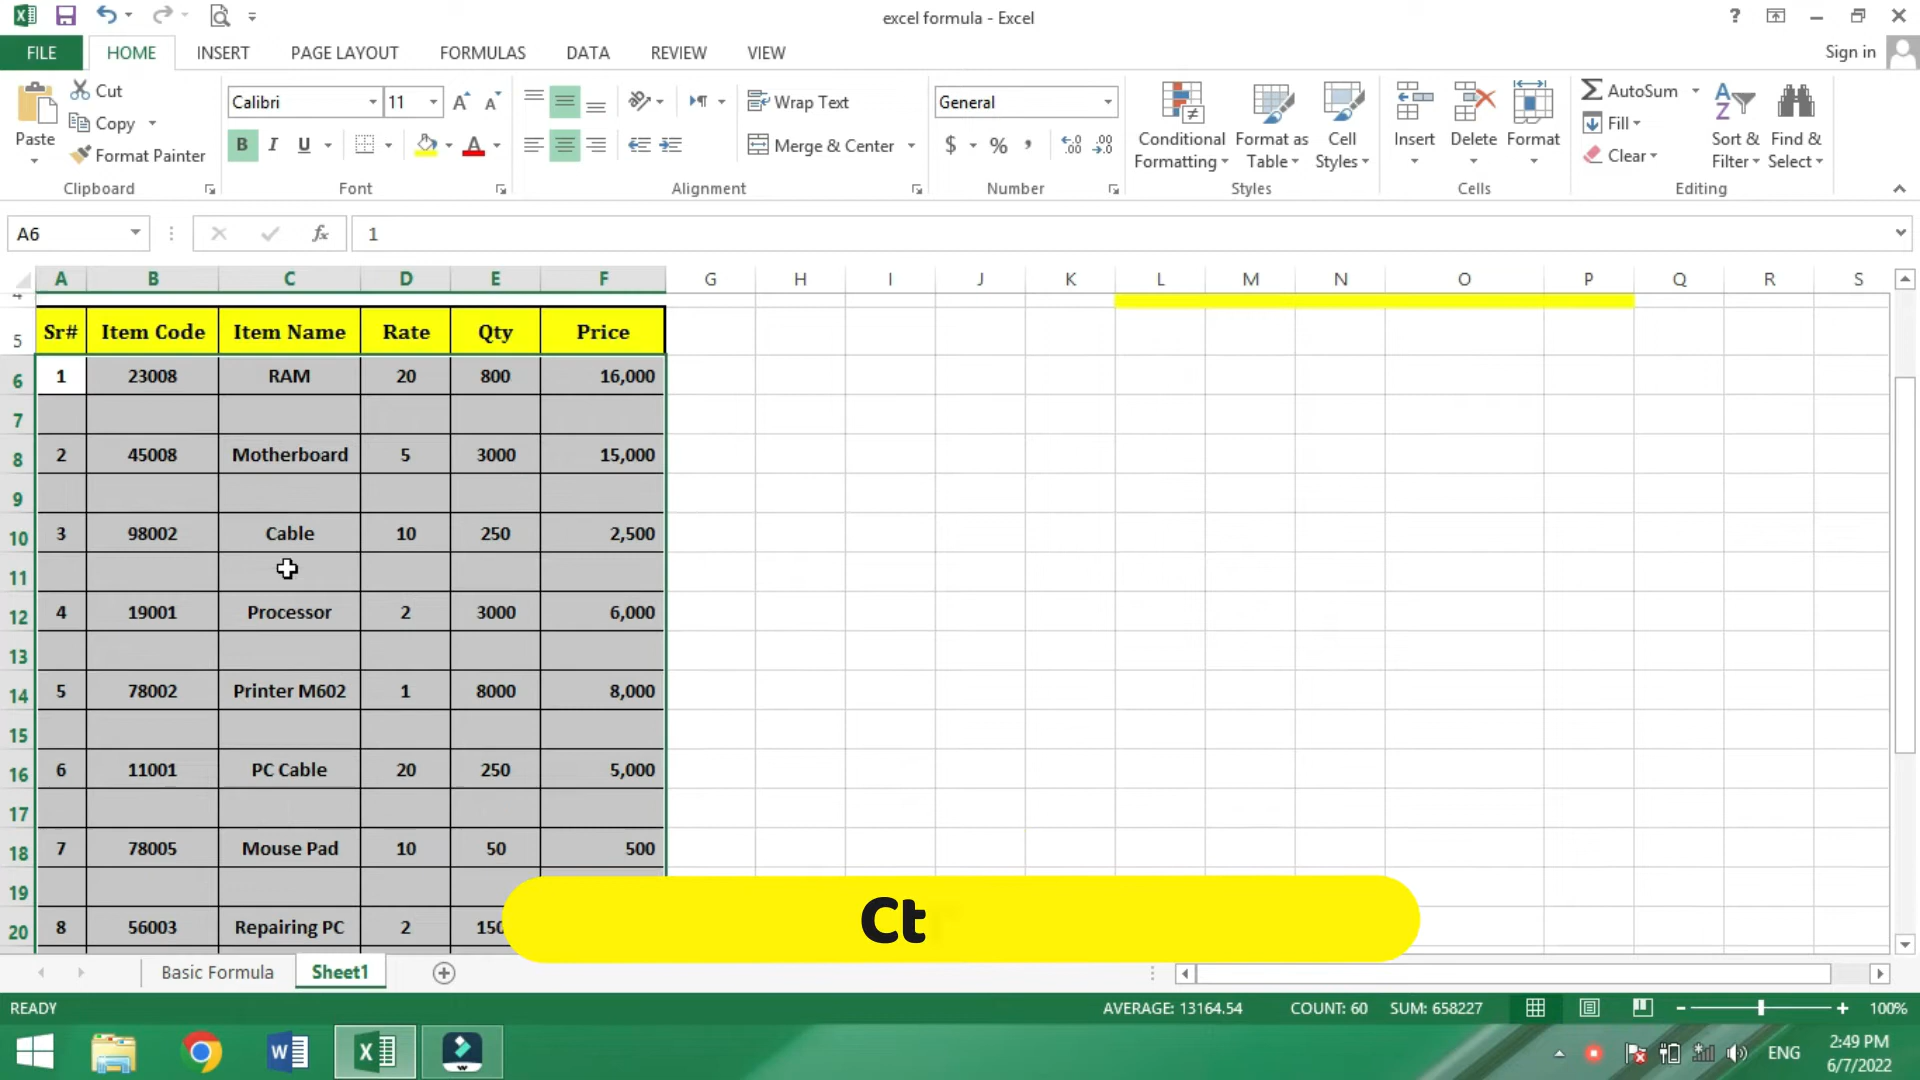 excel formula - Excel
Sign in
FILE HOME INSERT PAGE LAYOUT FORMULAS DATA REVIEW VIEW
Paste
Cut
Copy
Format Painter
Clipboard
Calibri 11
B I U
Font
Wrap Text
Merge & Center
Alignment
General
$ % ,
Number
Conditional Formatting
Format as Table
Cell Styles
Styles
Insert Delete Format
Cells
AutoSum
Fill
Clear
Sort & Filter
Find & Select
Editing
A6 fx 1
A B C D E F G H I J K L M N O P Q R S
5 Sr# Item Code Item Name Rate Qty Price
6 1 23008 RAM 20 800 16,000
7
8 2 45008 Motherboard 5 3000 15,000
9
10 3 98002 Cable 10 250 2,500
11
12 4 19001 Processor 2 3000 6,000
13
14 5 78002 Printer M602 1 8000 8,000
15
16 6 11001 PC Cable 20 250 5,000
17
18 7 78005 Mouse Pad 10 50 500
19
20 8 56003 Repairing PC 2
Ct
Basic Formula Sheet1
READY AVERAGE: 13164.54 COUNT: 60 SUM: 658227 100%
ENG 2:49 PM
6/7/2022